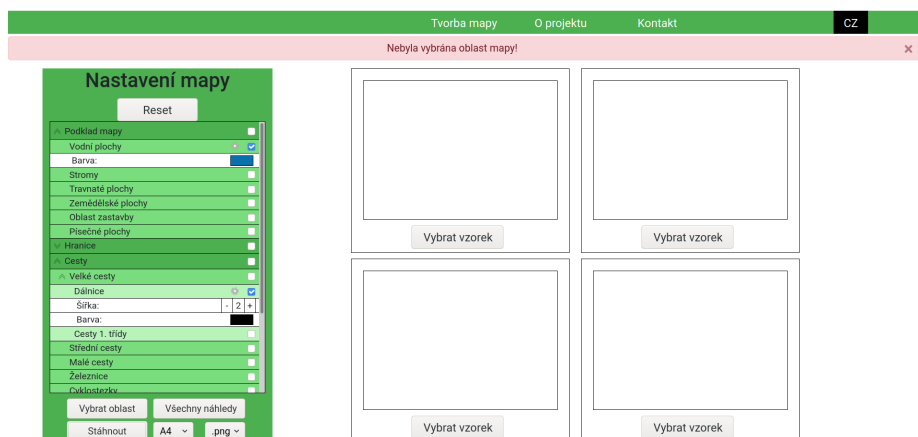 Tvorba mapy O projektu Kontakt CZ
Nebyla vybrána oblast mapy! ×
Nastavení mapy
Reset
Podklad mapy
Vodní plochy
Barva:
Stromy
Travnaté plochy
Zemědělské plochy
Oblast zastavby
Písečné plochy
Hranice
Cesty
Velké cesty
Dálnice
Šířka: - 2 +
Barva:
Cesty 1. třídy
Střední cesty
Malé cesty
Železnice
Cyklostezky
Vybrat oblast Všechny náhledy
Stáhnout A4 .png
Vybrat vzorek Vybrat vzorek
Vybrat vzorek Vybrat vzorek